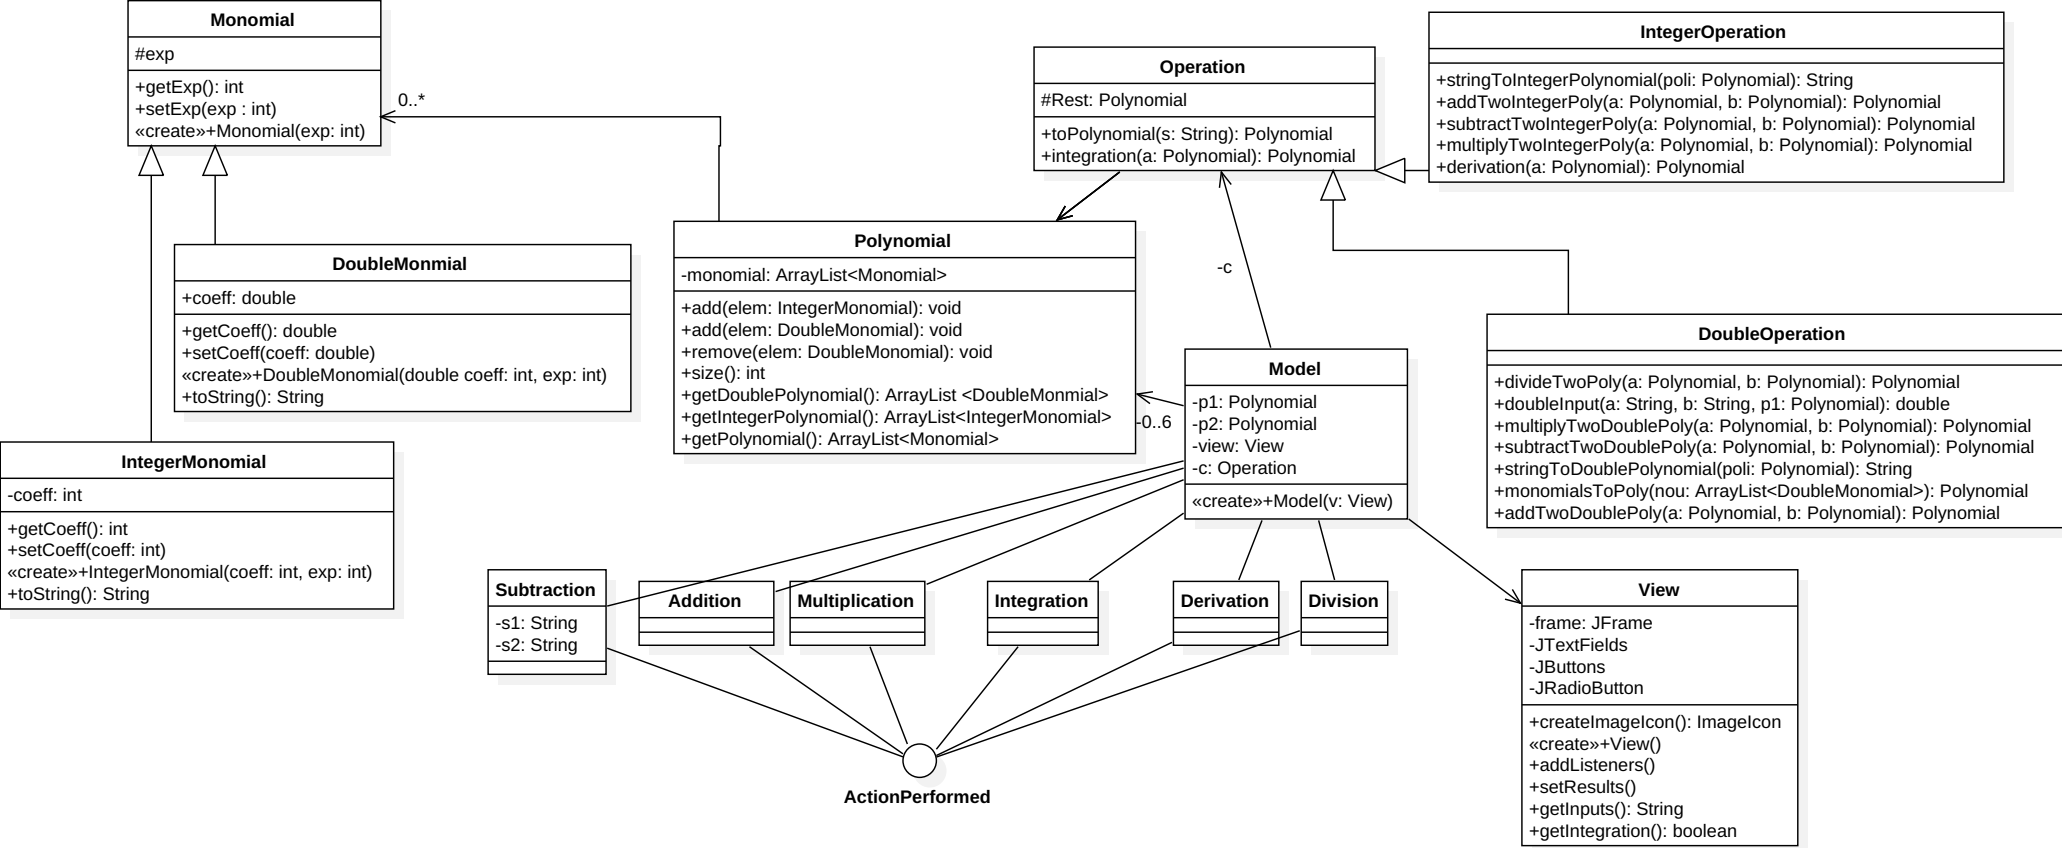 Monomial
#exp
+getExp(): int
+setExp(exp : int)
«create»+Monomial(exp: int)
0..*
Operation
#Rest: Polynomial
+toPolynomial(s: String): Polynomial
+integration(a: Polynomial): Polynomial
IntegerOperation
+stringToIntegerPolynomial(poli: Polynomial): String
+addTwoIntegerPoly(a: Polynomial, b: Polynomial): Polynomial
+subtractTwoIntegerPoly(a: Polynomial, b: Polynomial): Polynomial
+multiplyTwoIntegerPoly(a: Polynomial, b: Polynomial): Polynomial
+derivation(a: Polynomial): Polynomial
DoubleMonmial
+coeff: double
+getCoeff(): double
+setCoeff(coeff: double)
«create»+DoubleMonomial(double coeff: int, exp: int)
+toString(): String
Polynomial
-monomial: ArrayList<Monomial>
+add(elem: IntegerMonomial): void
+add(elem: DoubleMonomial): void
+remove(elem: DoubleMonomial): void
+size(): int
+getDoublePolynomial(): ArrayList <DoubleMonmial>
+getIntegerPolynomial(): ArrayList<IntegerMonomial>
+getPolynomial(): ArrayList<Monomial>
-c
-0..6
Model
-p1: Polynomial
-p2: Polynomial
-view: View
-c: Operation
«create»+Model(v: View)
DoubleOperation
+divideTwoPoly(a: Polynomial, b: Polynomial): Polynomial
+doubleInput(a: String, b: String, p1: Polynomial): double
+multiplyTwoDoublePoly(a: Polynomial, b: Polynomial): Polynomial
+subtractTwoDoublePoly(a: Polynomial, b: Polynomial): Polynomial
+stringToDoublePolynomial(poli: Polynomial): String
+monomialsToPoly(nou: ArrayList<DoubleMonomial>): Polynomial
+addTwoDoublePoly(a: Polynomial, b: Polynomial): Polynomial
IntegerMonomial
-coeff: int
+getCoeff(): int
+setCoeff(coeff: int)
«create»+IntegerMonomial(coeff: int, exp: int)
+toString(): String
Subtraction
-s1: String
-s2: String
Addition
Multiplication
Integration
Derivation
Division
View
-frame: JFrame
-JTextFields
-JButtons
-JRadioButton
+createImageIcon(): ImageIcon
«create»+View()
+addListeners()
+setResults()
+getInputs(): String
+getIntegration(): boolean
ActionPerformed